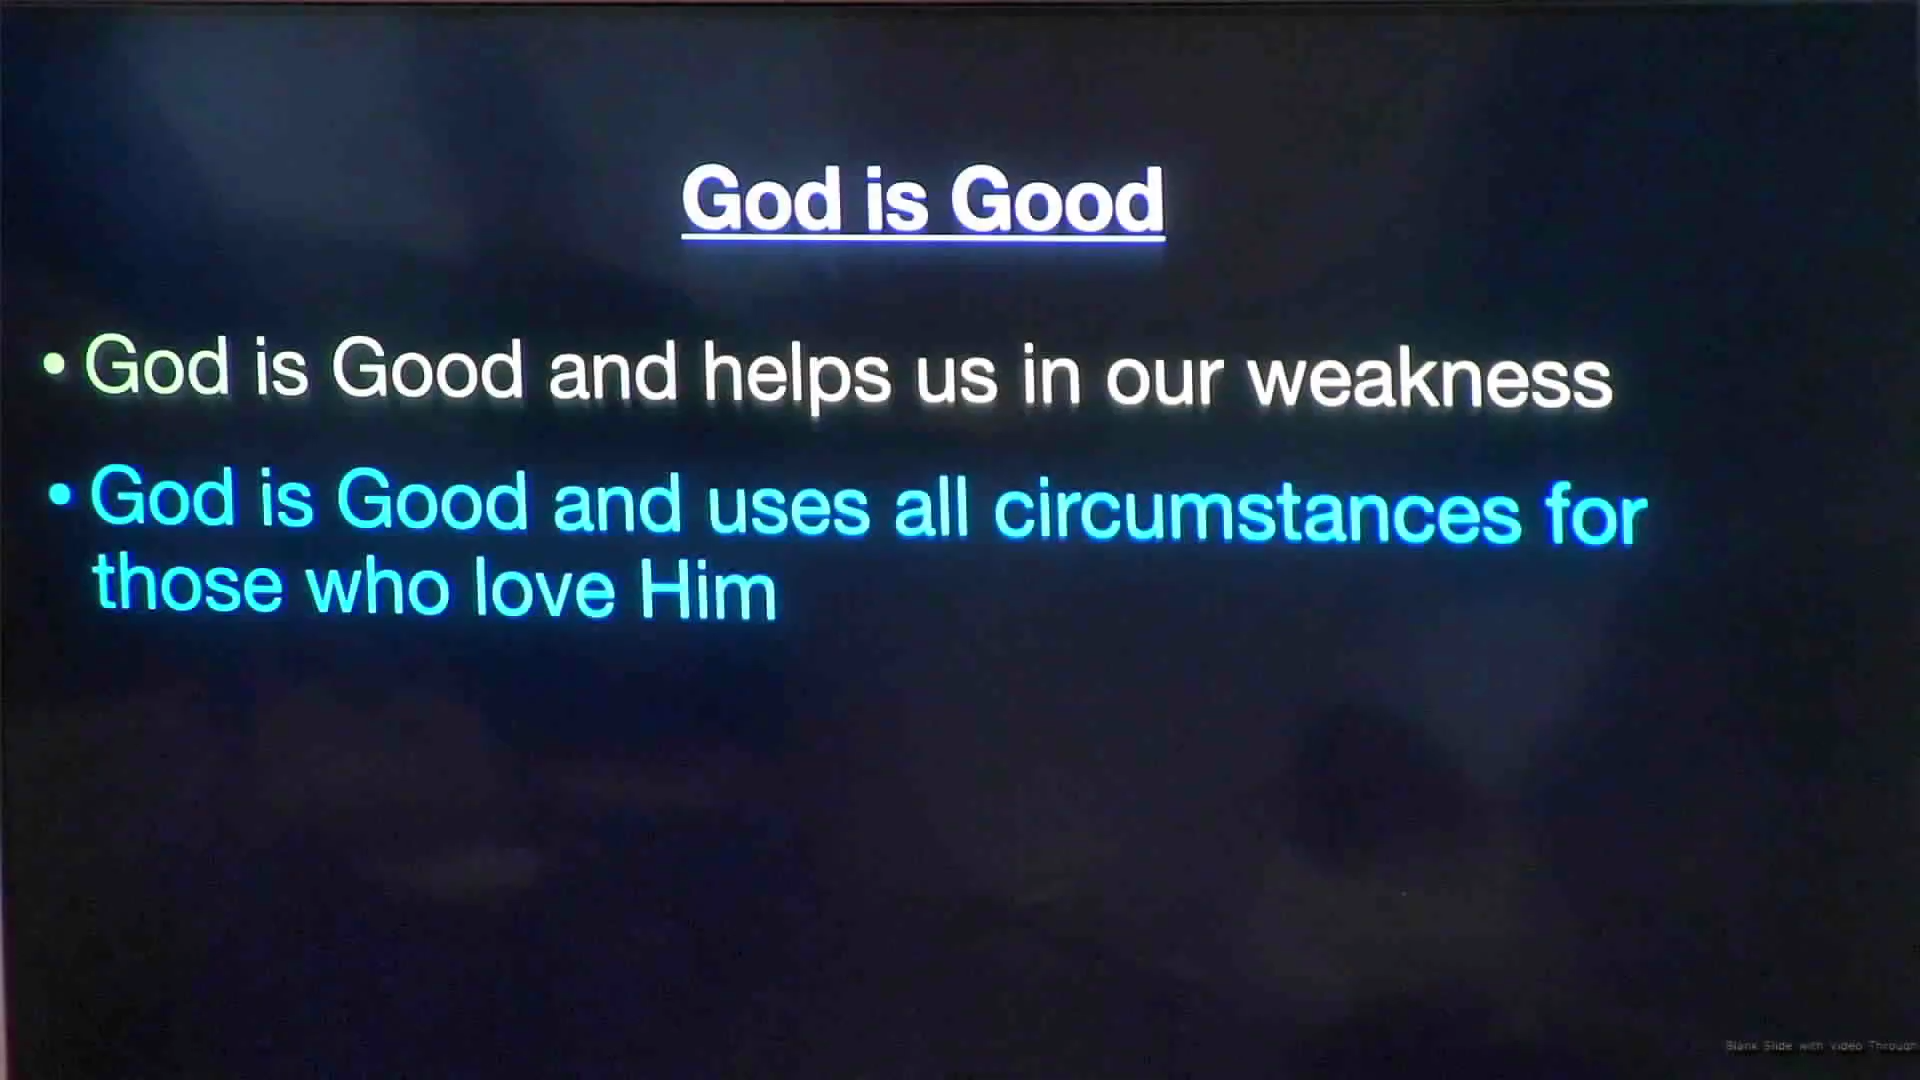 God is Good
• God is Good and helps us in our weakness
• God is Good and uses all circumstances for
those who love Him
Blank Slide with Video Through